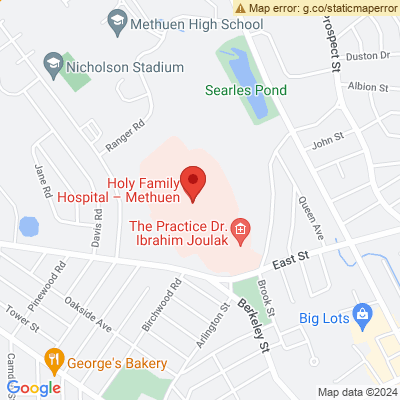 Map error: g.co/staticmaperror
Methuen High School
Prospect St
Duston Dr
Nicholson Stadium
Albion St
Searles Pond
Ranger Rd
John St
Jane Rd
Holy Family
Hospital – Methuen
Queen Ave
Davis Rd
The Practice Dr.
Ibrahim Joulak
East St
Pinewood Rd
Birchwood Rd
Brook St
Oakside Ave
Tower St
Arlington St
Berkeley St
Big Lots
George's Bakery
Camd
Google
Map data ©2024